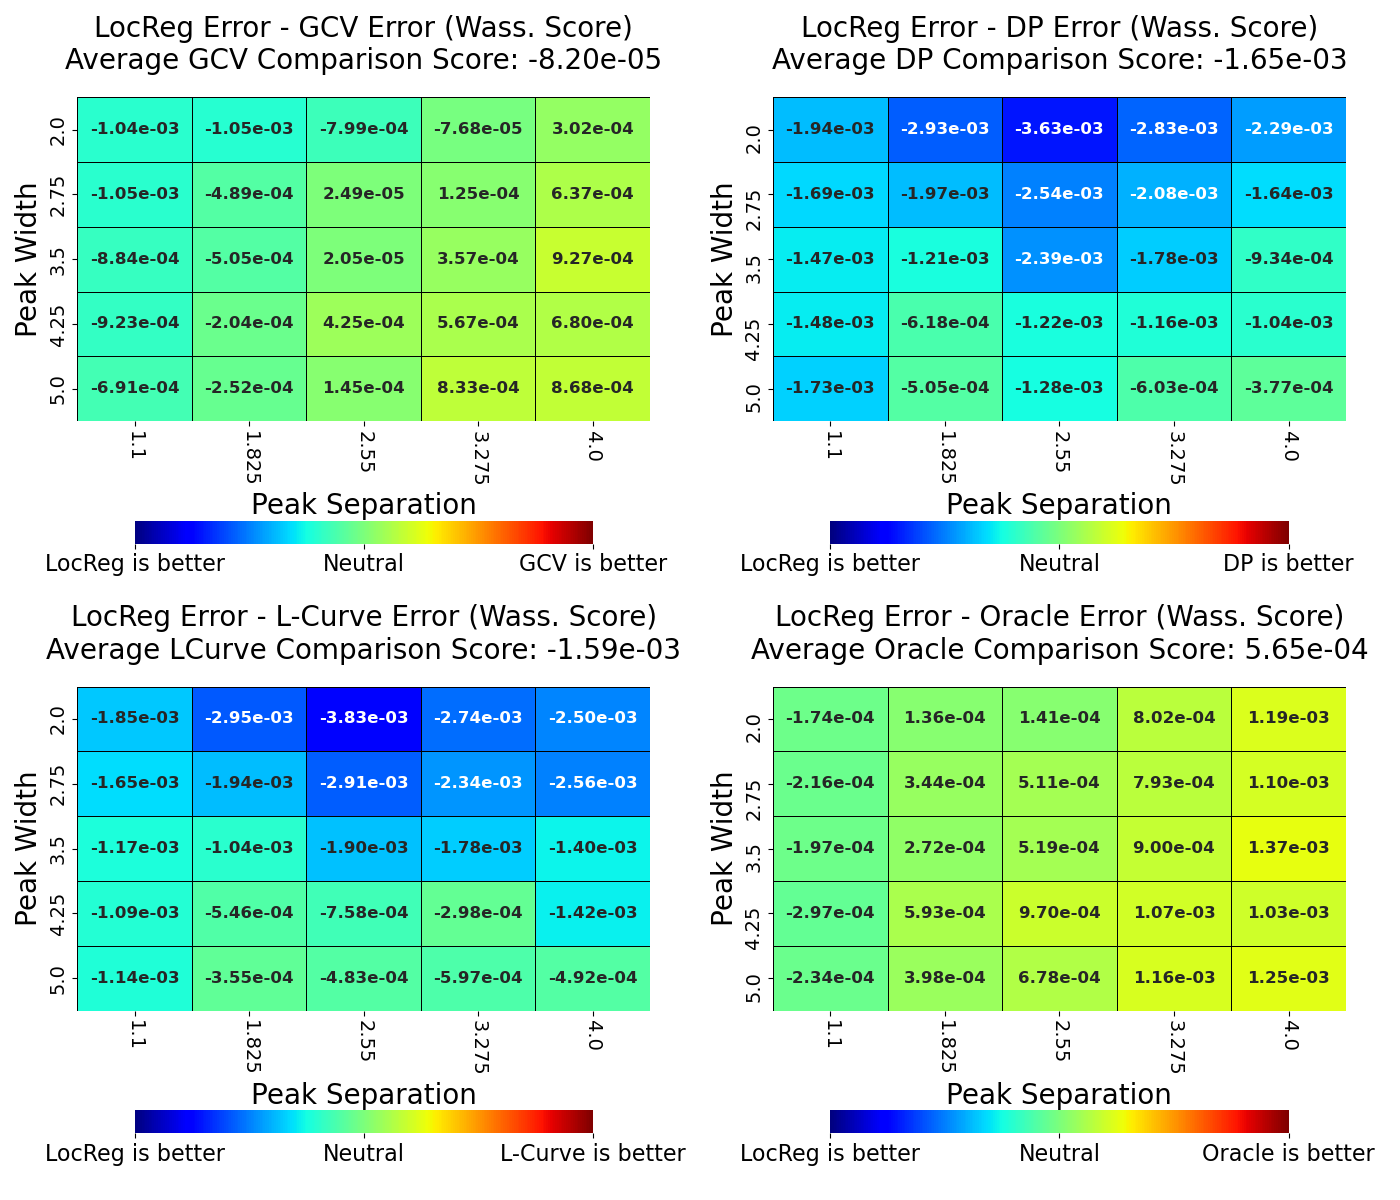 LocReg Error - GCV Error (Wass. Score)
Average GCV Comparison Score: -8.20e-05
Peak Width
2.0 -1.04e-03 -1.05e-03 -7.99e-04 -7.68e-05 3.02e-04
2.75 -1.05e-03 -4.89e-04 2.49e-05 1.25e-04 6.37e-04
3.5 -8.84e-04 -5.05e-04 2.05e-05 3.57e-04 9.27e-04
4.25 -9.23e-04 -2.04e-04 4.25e-04 5.67e-04 6.80e-04
5.0 -6.91e-04 -2.52e-04 1.45e-04 8.33e-04 8.68e-04
1.1 1.825 2.55 3.275 4.0
Peak Separation
LocReg is better Neutral GCV is better
LocReg Error - DP Error (Wass. Score)
Average DP Comparison Score: -1.65e-03
Peak Width
2.0 -1.94e-03 -2.93e-03 -3.63e-03 -2.83e-03 -2.29e-03
2.75 -1.69e-03 -1.97e-03 -2.54e-03 -2.08e-03 -1.64e-03
3.5 -1.47e-03 -1.21e-03 -2.39e-03 -1.78e-03 -9.34e-04
4.25 -1.48e-03 -6.18e-04 -1.22e-03 -1.16e-03 -1.04e-03
5.0 -1.73e-03 -5.05e-04 -1.28e-03 -6.03e-04 -3.77e-04
1.1 1.825 2.55 3.275 4.0
Peak Separation
LocReg is better Neutral DP is better
LocReg Error - L-Curve Error (Wass. Score)
Average LCurve Comparison Score: -1.59e-03
Peak Width
2.0 -1.85e-03 -2.95e-03 -3.83e-03 -2.74e-03 -2.50e-03
2.75 -1.65e-03 -1.94e-03 -2.91e-03 -2.34e-03 -2.56e-03
3.5 -1.17e-03 -1.04e-03 -1.90e-03 -1.78e-03 -1.40e-03
4.25 -1.09e-03 -5.46e-04 -7.58e-04 -2.98e-04 -1.42e-03
5.0 -1.14e-03 -3.55e-04 -4.83e-04 -5.97e-04 -4.92e-04
1.1 1.825 2.55 3.275 4.0
Peak Separation
LocReg is better Neutral L-Curve is better
LocReg Error - Oracle Error (Wass. Score)
Average Oracle Comparison Score: 5.65e-04
Peak Width
2.0 -1.74e-04 1.36e-04 1.41e-04 8.02e-04 1.19e-03
2.75 -2.16e-04 3.44e-04 5.11e-04 7.93e-04 1.10e-03
3.5 -1.97e-04 2.72e-04 5.19e-04 9.00e-04 1.37e-03
4.25 -2.97e-04 5.93e-04 9.70e-04 1.07e-03 1.03e-03
5.0 -2.34e-04 3.98e-04 6.78e-04 1.16e-03 1.25e-03
1.1 1.825 2.55 3.275 4.0
Peak Separation
LocReg is better Neutral Oracle is better